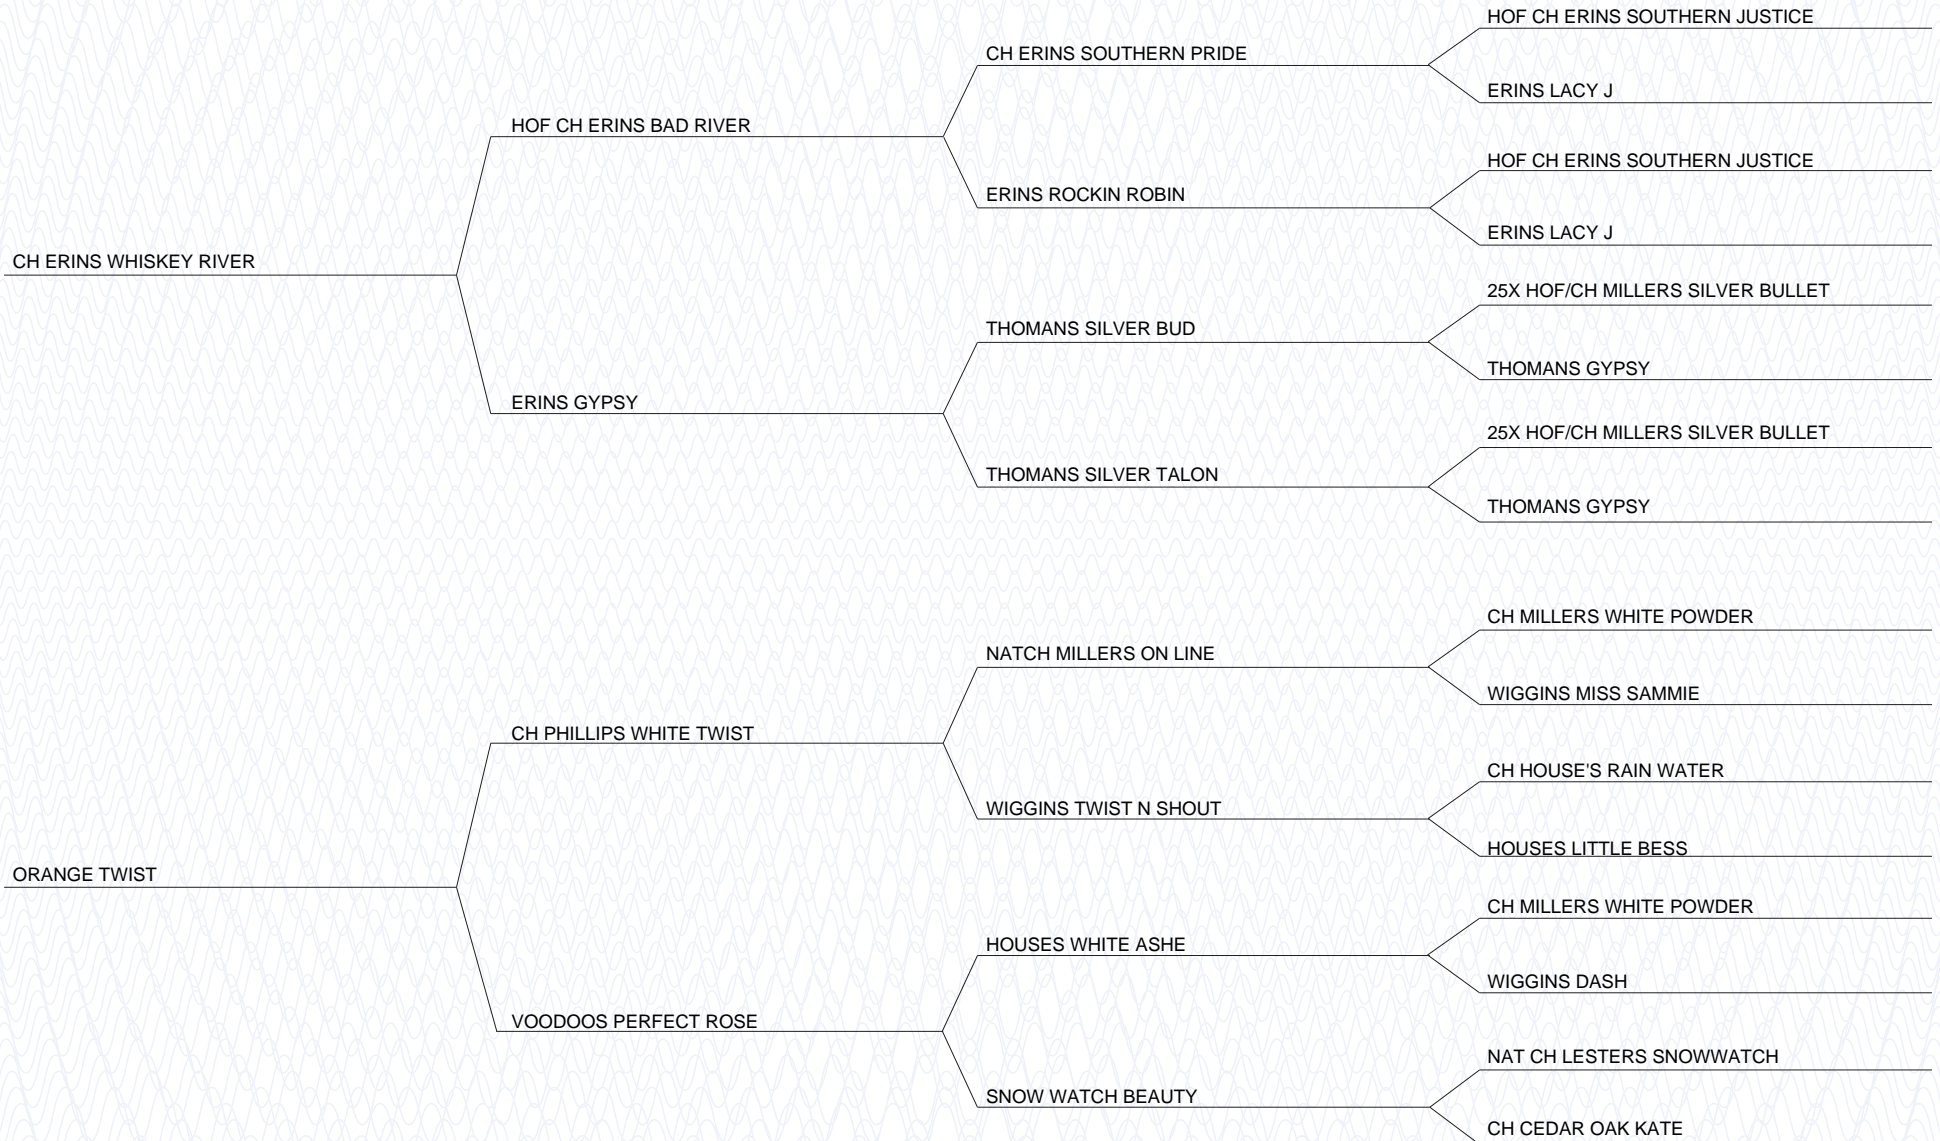 HOF CH ERINS SOUTHERN JUSTICE
CH ERINS SOUTHERN PRIDE
ERINS LACY J
HOF CH ERINS BAD RIVER
HOF CH ERINS SOUTHERN JUSTICE
ERINS ROCKIN ROBIN
ERINS LACY J
CH ERINS WHISKEY RIVER
25X HOF/CH MILLERS SILVER BULLET
THOMANS SILVER BUD
THOMANS GYPSY
ERINS GYPSY
25X HOF/CH MILLERS SILVER BULLET
THOMANS SILVER TALON
THOMANS GYPSY
CH MILLERS WHITE POWDER
NATCH MILLERS ON LINE
WIGGINS MISS SAMMIE
CH PHILLIPS WHITE TWIST
CH HOUSE'S RAIN WATER
WIGGINS TWIST N SHOUT
HOUSES LITTLE BESS
ORANGE TWIST
CH MILLERS WHITE POWDER
HOUSES WHITE ASHE
WIGGINS DASH
VOODOOS PERFECT ROSE
NAT CH LESTERS SNOWWATCH
SNOW WATCH BEAUTY
CH CEDAR OAK KATE